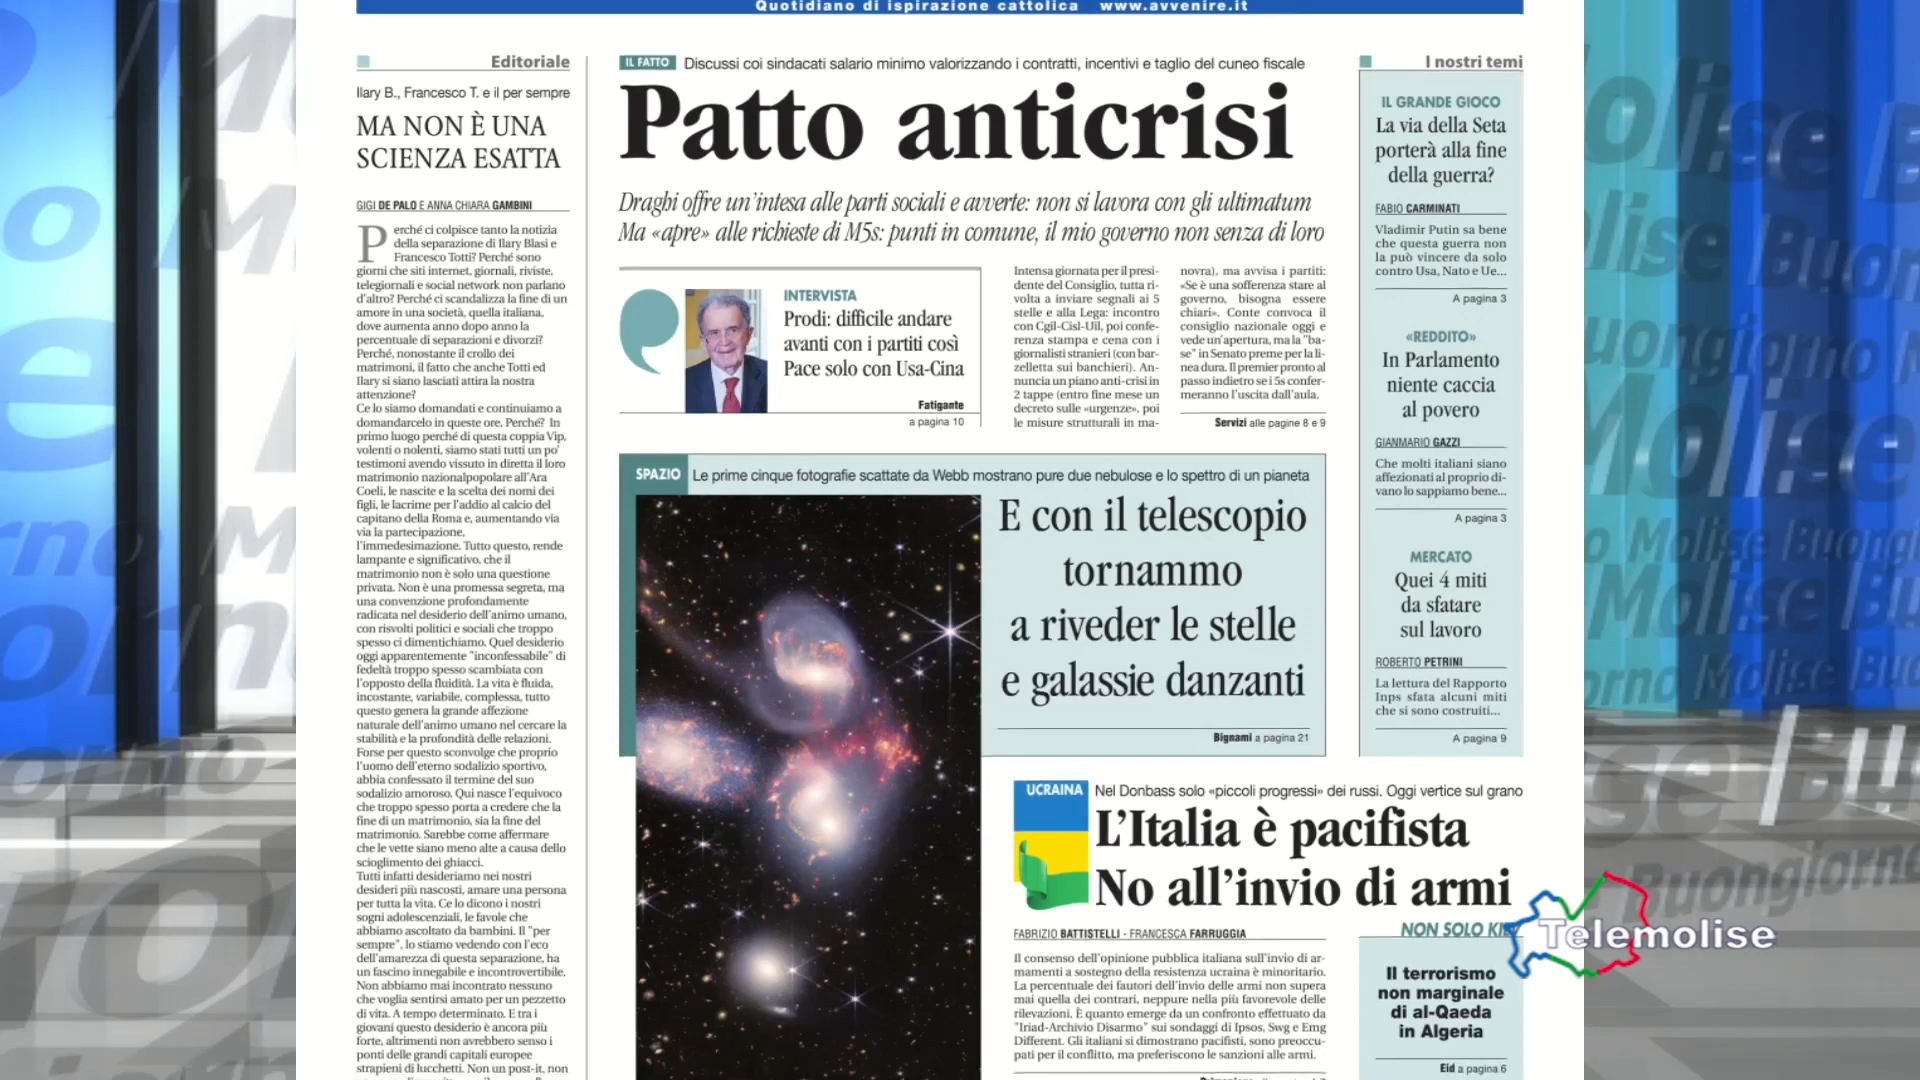 Quotidiano di ispirazione cattolica www.avvenire.it
Editoriale
Ilary B., Francesco T. e il per sempre
MA NON È UNA
SCIENZA ESATTA
GIGI DE PALO E ANNA CHIARA GAMBINI
Perché ci colpisce tanto la notizia
della separazione di Ilary Blasi e
Francesco Totti? Perché sono
giorni che siti internet, giornali, riviste,
telegiornali e social network non parlano
d'altro? Perché ci scandalizza la fine di un
amore in una società, quella italiana,
dove aumenta anno dopo anno la
percentuale di separazioni e divorzi?
Perché, nonostante il crollo dei
matrimoni, il fatto che anche Totti ed
Ilary si siano lasciati attira la nostra
attenzione?
Ce lo siamo domandati e continuiamo a
domandarcelo in queste ore. Perché? In
primo luogo perché di questa coppia Vip,
volenti o nolenti, siamo stati tutti un po'
testimoni avendo vissuto in diretta il loro
matrimonio nazionalpopolare all'Ara
Coeli, le nascite e la scelta dei nomi dei
figli, le lacrime per l'addio al calcio del
capitano della Roma e, aumentando via
via la partecipazione,
l'immedesimazione. Tutto questo, rende
lampante e significativo, che il
matrimonio non è solo una questione
privata. Non è una promessa segreta, ma
una convenzione profondamente
radicata nel desiderio dell'animo umano,
con risvolti politici e sociali che troppo
spesso ci dimentichiamo. Quel desiderio
oggi apparentemente "inconfessabile" di
fedeltà troppo spesso scambiata con
l'opposto della fluidità. La vita è fluida,
incostante, variabile, complessa, tutto
questo genera la grande affezione
naturale dell'animo umano nel cercare la
stabilità e la profondità delle relazioni.
Forse per questo sconvolge che proprio
l'uomo dell'eterno sodalizio sportivo,
abbia confessato il termine del suo
sodalizio amoroso. Qui nasce l'equivoco
che troppo spesso porta a credere che la
fine di un matrimonio, sia la fine del
matrimonio. Sarebbe come affermare
che le vette siano meno alte a causa dello
scioglimento dei ghiacci.
Tutti infatti desideriamo nei nostri
desideri più nascosti, amare una persona
per tutta la vita. Ce lo dicono i nostri
sogni adolescenziali, le favole che
abbiamo ascoltato da bambini. Il "per
sempre", lo stiamo vedendo con l'eco
dell'amarezza di questa separazione, ha
un fascino innegabile e incontrovertibile.
Non abbiamo mai incontrato nessuno
che voglia sentirsi amato per un pezzetto
di vita. A tempo determinato. E tra i
giovani questo desiderio è ancora più
forte, altrimenti non avrebbero senso i
ponti delle grandi capitali europee
strapieni di lucchetti. Non un post-it, non
IL FATTO Discussi coi sindacati salario minimo valorizzando i contratti, incentivi e taglio del cuneo fiscale
Patto anticrisi
Draghi offre un'intesa alle parti sociali e avverte: non si lavora con gli ultimatum
Ma «apre» alle richieste di M5s: punti in comune, il mio governo non senza di loro
INTERVISTA
Prodi: difficile andare
avanti con i partiti così
Pace solo con Usa-Cina
Fatigante
a pagina 10
Intensa giornata per il presi-
dente del Consiglio, tutta ri-
volta a inviare segnali ai 5
stelle e alla Lega: incontro
con Cgil-Cisl-Uil, poi confe-
renza stampa e cena con i
giornalisti stranieri (con bar-
zelletta sui banchieri). An-
nuncia un piano anti-crisi in
2 tappe (entro fine mese un
decreto sulle «urgenze», poi
le misure strutturali in ma-
novra), ma avvisa i partiti:
«Se è una sofferenza stare al
governo, bisogna essere
chiari». Conte convoca il
consiglio nazionale oggi e
vede un'apertura, ma la "ba-
se" in Senato preme per la li-
nea dura. Il premier pronto al
passo indietro se i 5s confer-
meranno l'uscita dall'aula.
Servizi alle pagine 8 e 9
SPAZIO Le prime cinque fotografie scattate da Webb mostrano pure due nebulose e lo spettro di un pianeta
E con il telescopio
tornammo
a riveder le stelle
e galassie danzanti
Bignami a pagina 21
UCRAINA Nel Donbass solo «piccoli progressi» dei russi. Oggi vertice sul grano
L'Italia è pacifista
No all'invio di armi
FABRIZIO BATTISTELLI - FRANCESCA FARRUGGIA
Il consenso dell'opinione pubblica italiana sull'invio di ar-
mamenti a sostegno della resistenza ucraina è minoritario.
La percentuale dei fautori dell'invio delle armi non supera
mai quella dei contrari, neppure nella più favorevole delle
rilevazioni. È quanto emerge da un confronto effettuato da
"Iriad-Archivio Disarmo" sui sondaggi di Ipsos, Swg e Emg
Different. Gli italiani si dimostrano pacifisti, sono preoccu-
pati per il conflitto, ma preferiscono le sanzioni alle armi.
I nostri temi
IL GRANDE GIOCO
La via della Seta
porterà alla fine
della guerra?
FABIO CARMINATI
Vladimir Putin sa bene
che questa guerra non
la può vincere da solo
contro Usa, Nato e Ue...
A pagina 3
«REDDITO»
In Parlamento
niente caccia
al povero
GIANMARIO GAZZI
Che molti italiani siano
affezionati al proprio di-
vano lo sappiamo bene...
A pagina 3
MERCATO
Quei 4 miti
da sfatare
sul lavoro
ROBERTO PETRINI
La lettura del Rapporto
Inps sfata alcuni miti
che si sono costruiti...
A pagina 9
NON SOLO
Il terrorismo
non marginale
di al-Qaeda
in Algeria
Eid a pagina 6
Telemolise